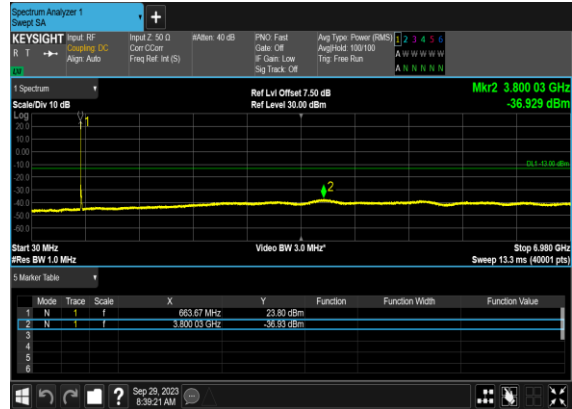 Spectrum Analyzer 1
Swept SA
+
KEYSIGHT Input: RF Input Z: 50 Ω #Atten: 40 dB PNO: Fast Avg Type: Power (RMS) 1 2 3 4 5 6
R T Coupling: DC Corr CCorr Gate: Off Avg|Hold: 100/100 A W W W W W
Align: Auto Freq Ref: Int (S) IF Gain: Low Trig: Free Run
Sig Track: Off A N N N N N
1 Spectrum Ref Lvl Offset 7.50 dB Mkr2 3.800 03 GHz
Scale/Div 10 dB Ref Level 30.00 dBm -36.929 dBm
Log
20.0
10.0
0.00
-10.0
-20.0
-30.0
-40.0
-50.0
-60.0
1
2
DL1 -13.00 dBm
Start 30 MHz Video BW 3.0 MHz* Stop 6.980 GHz
#Res BW 1.0 MHz Sweep 13.3 ms (40001 pts)
5 Marker Table
Mode Trace Scale X Y Function Function Width Function Value
1 N 1 f 663.67 MHz 23.80 dBm
2 N 1 f 3.800 03 GHz -36.93 dBm
3
4
5
6
? Sep 29, 2023
8:39:21 AM